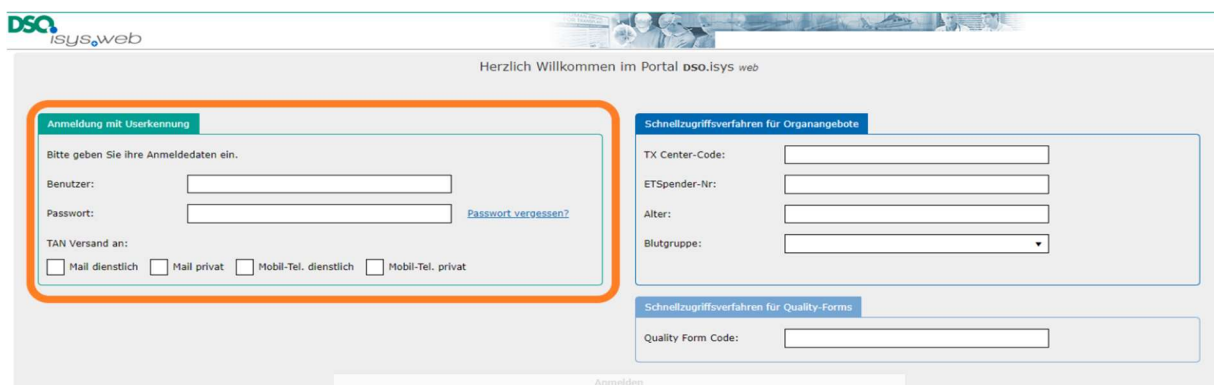 DSO.
isys.web
Herzlich Willkommen im Portal DSO.isys web
Anmeldung mit Userkennung
Bitte geben Sie ihre Anmeldedaten ein.
Benutzer:
Passwort:
Passwort vergessen?
TAN Versand an:
Mail dienstlich
Mail privat
Mobil-Tel. dienstlich
Mobil-Tel. privat
Schnellzugriffsverfahren für Organangebote
TX Center-Code:
ETSpender-Nr:
Alter:
Blutgruppe:
Schnellzugriffsverfahren für Quality-Forms
Quality Form Code:
Anmelden